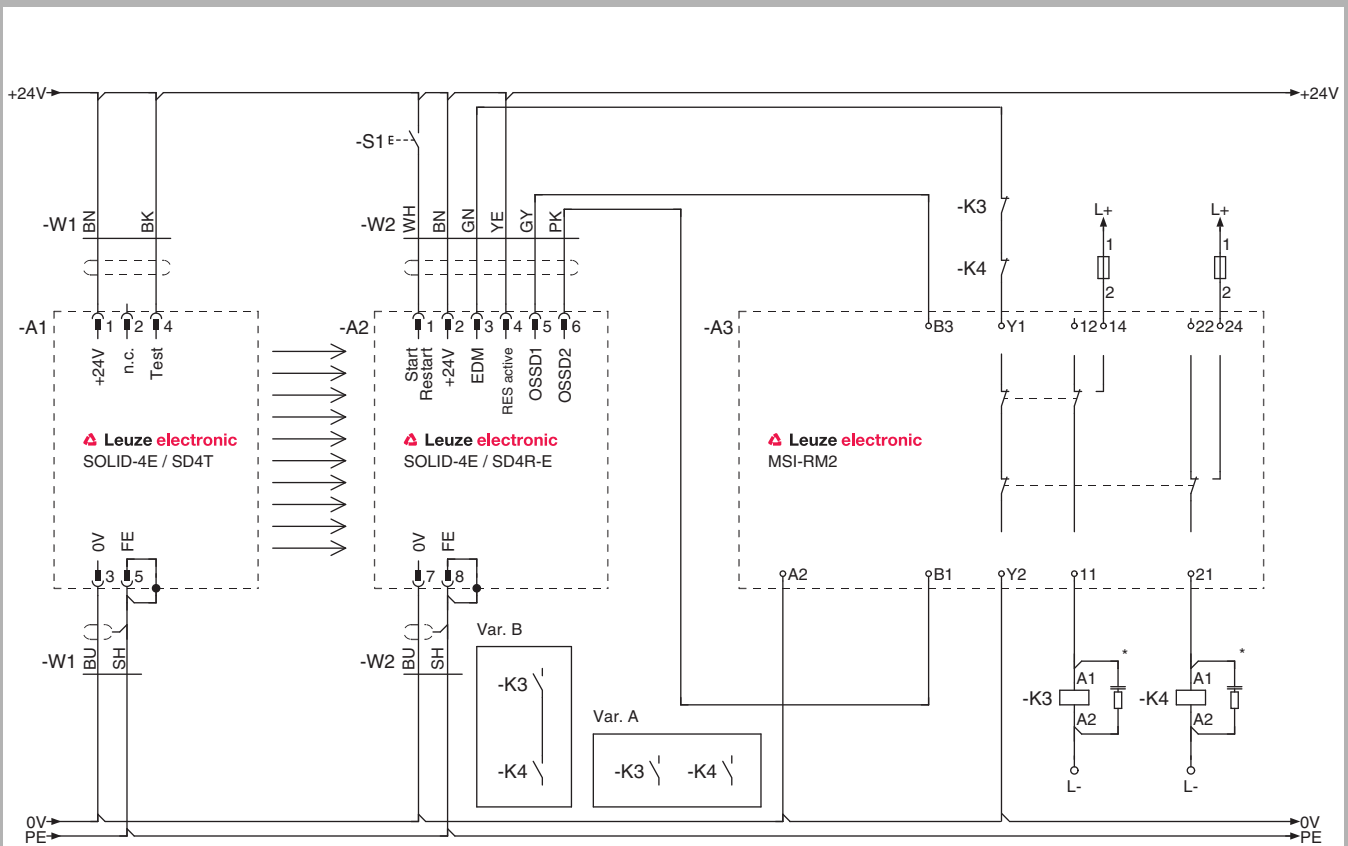 +24V +24V
-S1 E
-W1 BN BK -W2 WH BN GN YE GY PK -K3 L+ L+
1 1
-K4
2 2
-A1 1 2 4 -A2 1 2 3 4 5 6 -A3 B3 Y1 12 14 22 24
+24V n.c. Test Start Restart +24V EDM RES active OSSD1 OSSD2
Leuze electronic Leuze electronic Leuze electronic
SOLID-4E / SD4T SOLID-4E / SD4R-E MSI-RM2
0V FE 0V FE
3 5 7 8 A2 B1 Y2 11 21
Var. B
-W1 BU SH -W2 BU SH * *
-K3 A1 A1
-K3 -K4
Var. A A2 A2
-K4 -K3 -K4
L- L-
0V 0V
PE PE